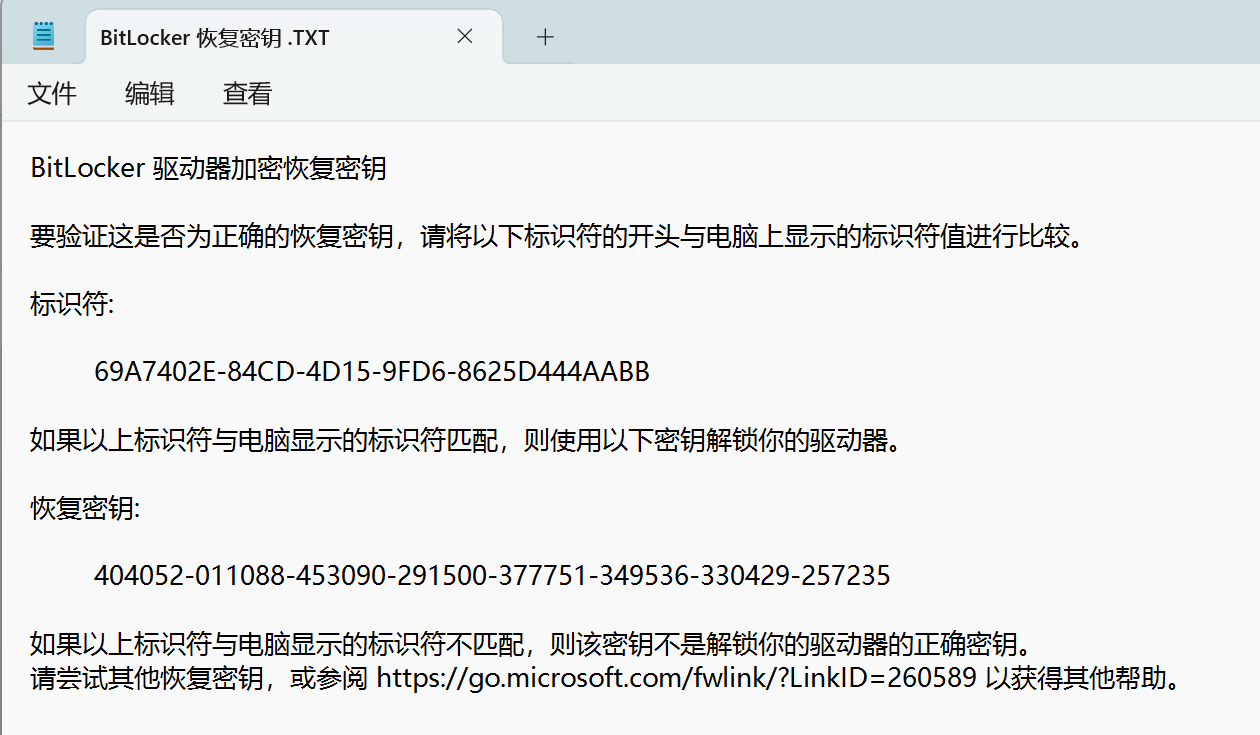 BitLocker 恢复密钥 .TXT
文件 编辑 查看
BitLocker 驱动器加密恢复密钥
要验证这是否为正确的恢复密钥，请将以下标识符的开头与电脑上显示的标识符值进行比较。
标识符:
69A7402E-84CD-4D15-9FD6-8625D444AABB
如果以上标识符与电脑显示的标识符匹配，则使用以下密钥解锁你的驱动器。
恢复密钥:
404052-011088-453090-291500-377751-349536-330429-257235
如果以上标识符与电脑显示的标识符不匹配，则该密钥不是解锁你的驱动器的正确密钥。
请尝试其他恢复密钥，或参阅 https://go.microsoft.com/fwlink/?LinkID=260589 以获得其他帮助。